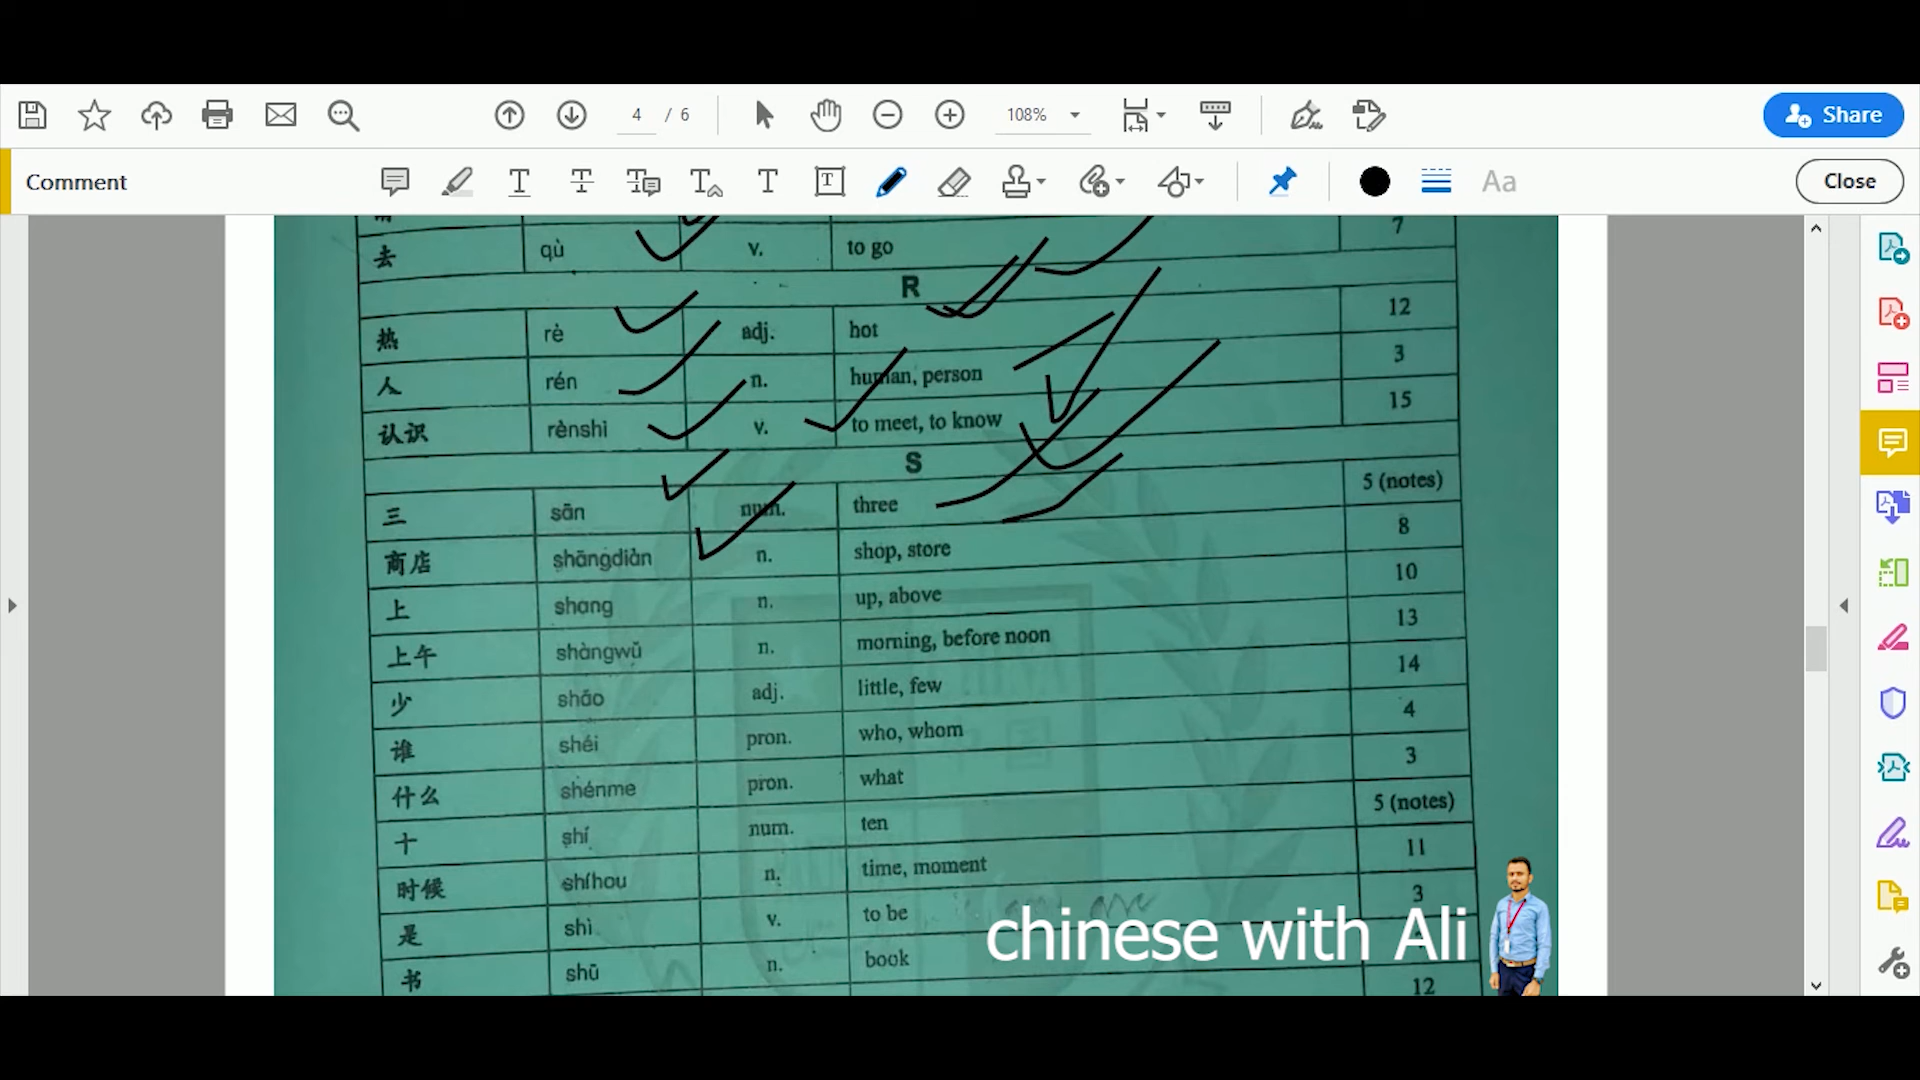 4 / 6
108%
Share
Comment
T T T T T T Aa
Close
7
去 qù v. to go
R
热 rè adj. hot 12
人 rén n. human, person 3
认识 rènshi v. to meet, to know 15
S
三 sān num. three 5 (notes)
商店 shāngdiàn n. shop, store 8
上 shang n. up, above 10
上午 shàngwǔ n. morning, before noon 13
少 shǎo adj. little, few 14
谁 shéi pron. who, whom 4
什么 shénme pron. what 3
十 shí num. ten 5 (notes)
时候 shíhou n. time, moment 11
是 shì v. to be 3
书 shū n. book
12
chinese with Ali